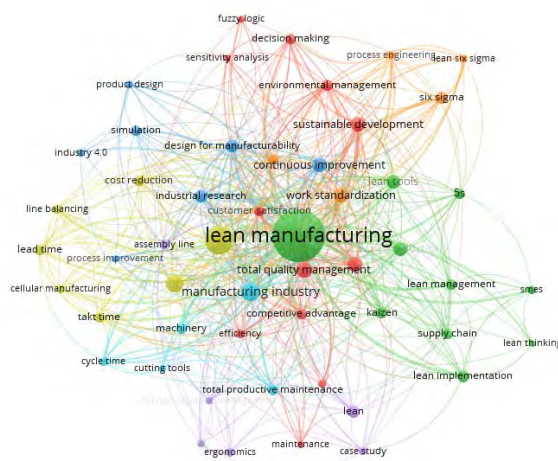 fuzzy logic
decision making
process engineering
lean six sigma
sensitivity analysis
product design
environmental management
six sigma
simulation
sustainable development
design for manufacturability
industry 4.0
continuous improvement
lean tools
cost reduction
industrial research
work standardization
5s
line balancing
customer satisfaction
lean manufacturing
assembly line
lead time
process improvement
total quality management
cellular manufacturing
manufacturing industry
lean management
smes
takt time
competitive advantage
kaizen
machinery
efficiency
supply chain
lean thinking
cycle time
cutting tools
total productive maintenance
lean implementation
lean
maintenance
ergonomics
case study